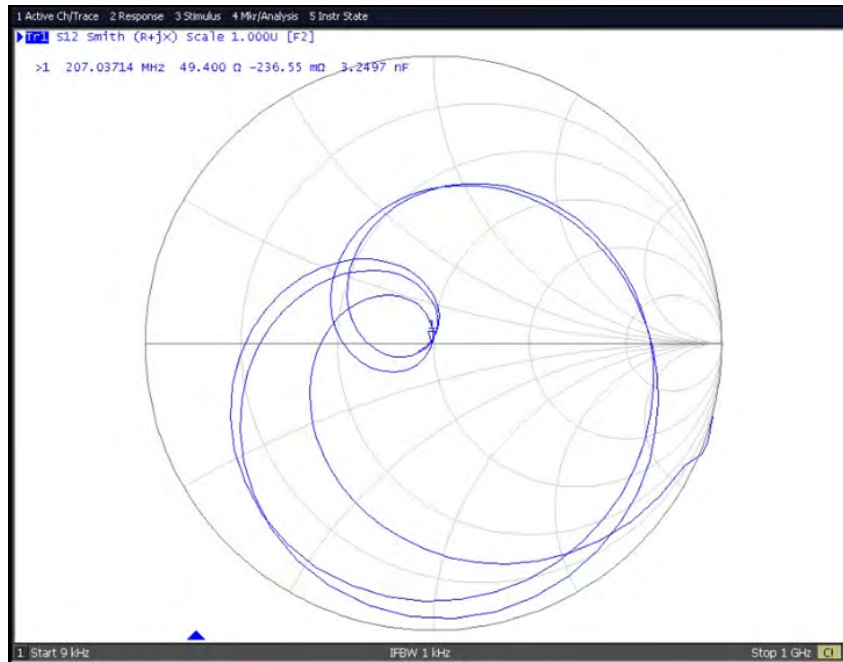 1 Active Ch/Trace 2 Response 3 Stimulus 4 Mkr/Analysis 5 Instr State
Tr1 S12 Smith (R+jX) Scale 1.000U [F2]
>1 207.03714 MHz 49.400 Ω -236.55 mΩ 3.2497 nF
1
1 Start 9 kHz IFBW 1 kHz Stop 1 GHz C!